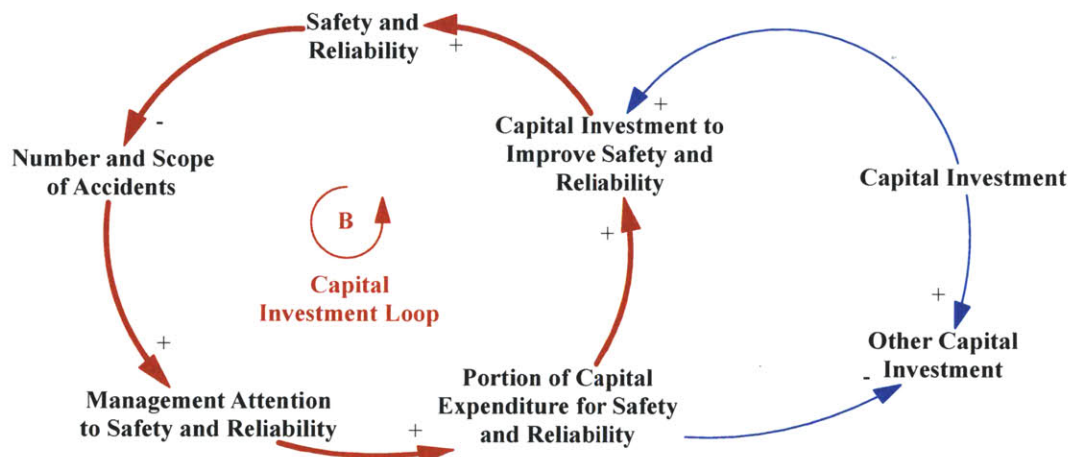 Safety and
Reliability
+
-
Number and Scope
of Accidents
+
Management Attention
to Safety and Reliability
+
Portion of Capital
Expenditure for Safety
and Reliability
+
Capital Investment to
Improve Safety and
Reliability
+
B
Capital
Investment Loop
Capital Investment
+
Other Capital
Investment
-